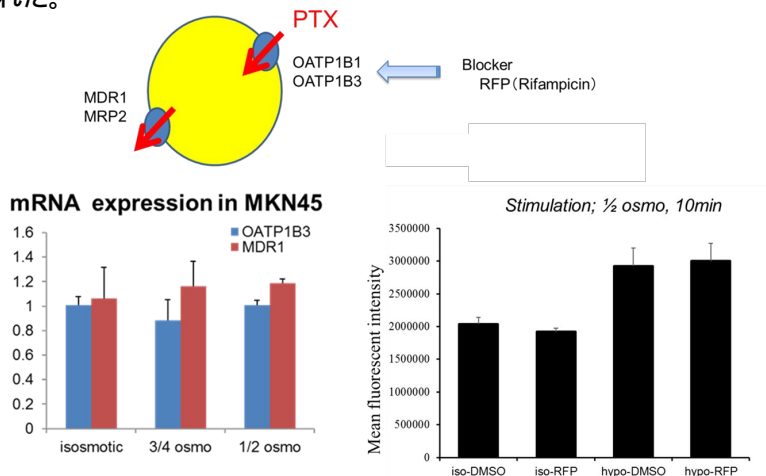 れた。
PTX
OATP1B1
OATP1B3
Blocker
RFP（Rifampicin）
MDR1
MRP2
mRNA expression in MKN45
OATP1B3
MDR1
1.6
1.4
1.2
1
0.8
0.6
0.4
0.2
0
isosmotic 3/4 osmo 1/2 osmo
Stimulation; ½ osmo, 10min
Mean fluorescent intensity
3500000
3000000
2500000
2000000
1500000
1000000
500000
0
iso-DMSO iso-RFP hypo-DMSO hypo-RFP